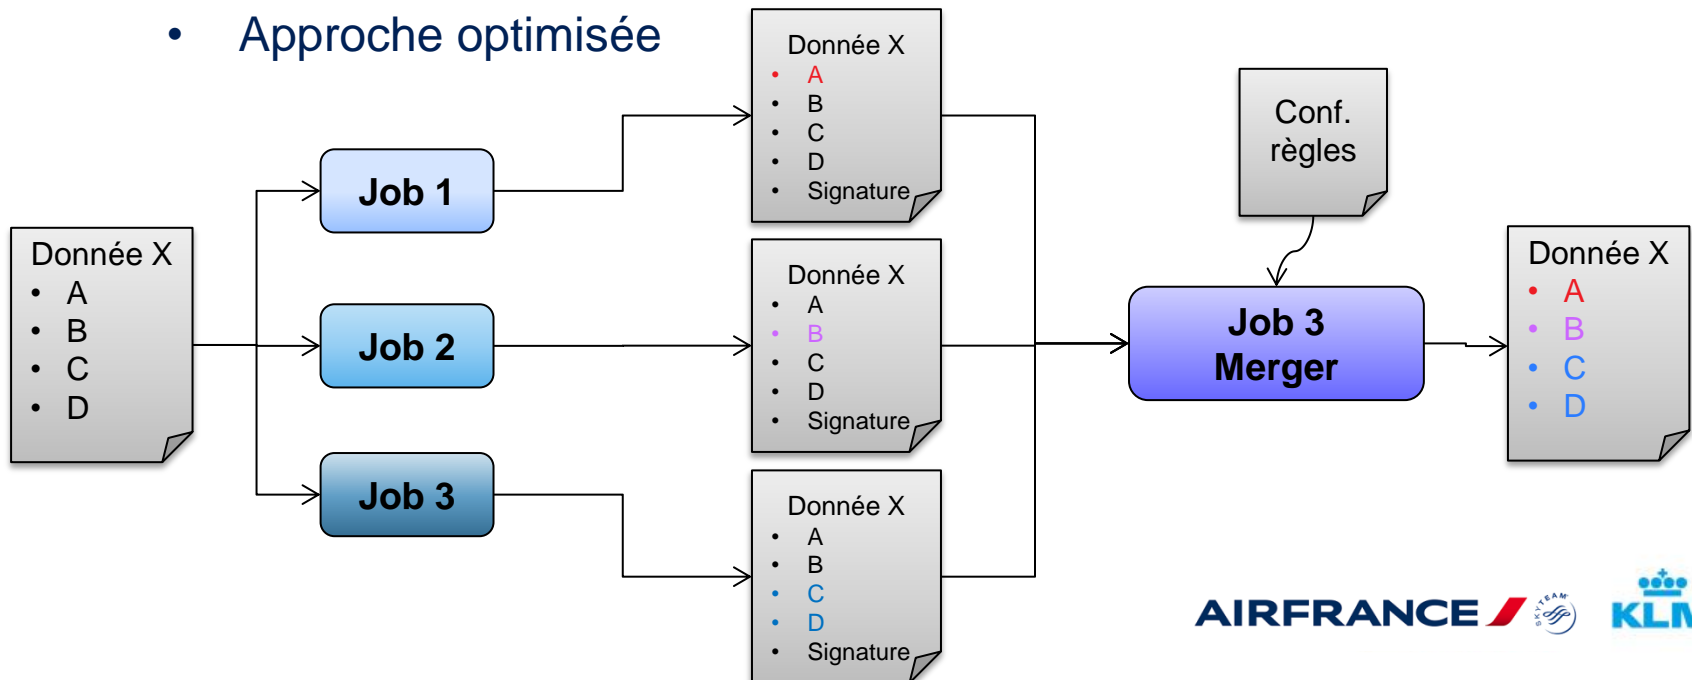 • Approche optimisée
Donnée X
• A
• B
• C
• D
Job 1
Job 2
Job 3
Donnée X
• A
• B
• C
• D
• Signature
Donnée X
• A
• B
• C
• D
• Signature
Donnée X
• A
• B
• C
• D
• Signature
Conf.
règles
Job 3
Merger
Donnée X
• A
• B
• C
• D
AIRFRANCE
SKYTEAM
KLM